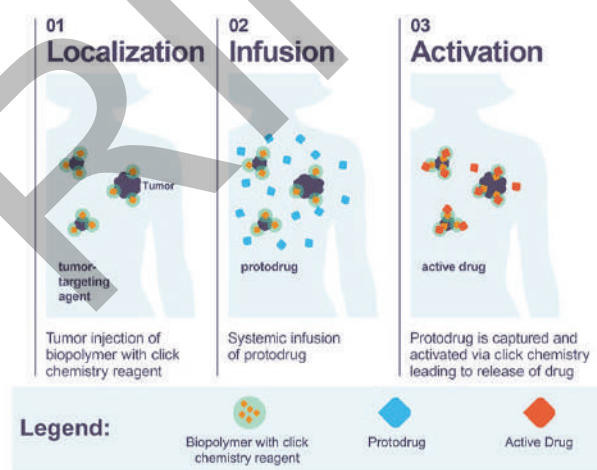 01
Localization
Tumor
tumor-
targeting
agent
Tumor injection of
biopolymer with click
chemistry reagent
02
Infusion
protodrug
Systemic infusion
of protodrug
03
Activation
active drug
Protodrug is captured and
activated via click chemistry
leading to release of drug
Legend:
Biopolymer with click
chemistry reagent
Protodrug
Active Drug